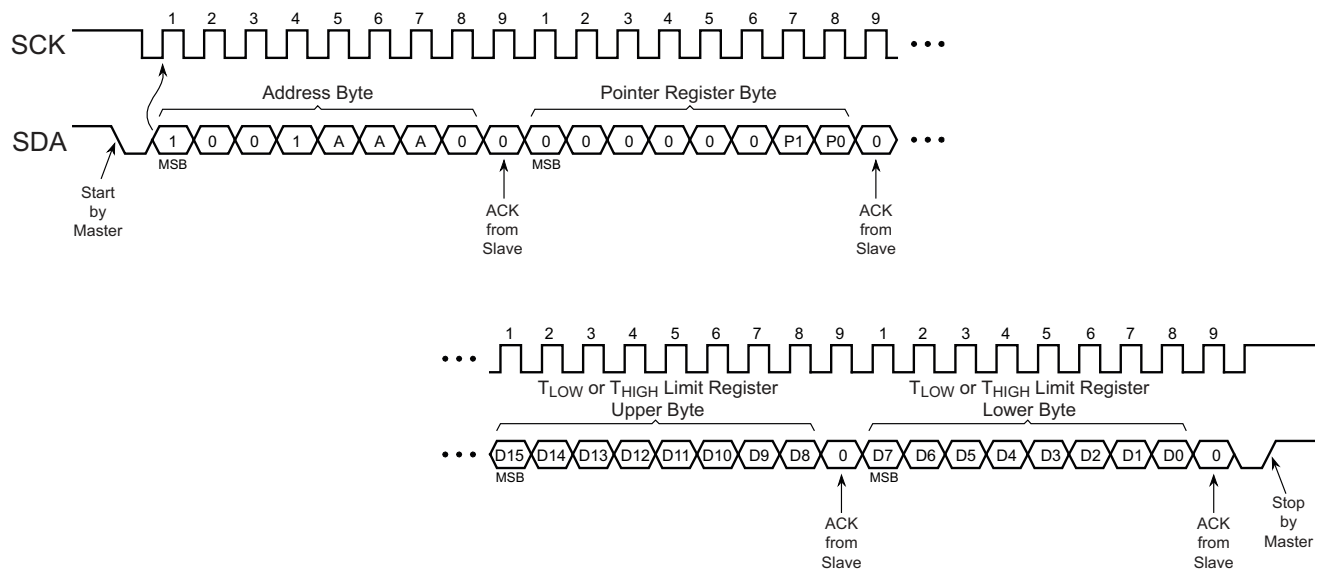 1 2 3 4 5 6 7 8 9 1 2 3 4 5 6 7 8 9
SCK
Address Byte Pointer Register Byte
SDA 1 0 0 1 A A A 0 0 0 0 0 0 0 0 P1 P0 0
MSB MSB
Start
by
Master
ACK
from
Slave
ACK
from
Slave
1 2 3 4 5 6 7 8 9 1 2 3 4 5 6 7 8 9
TLOW or THIGH Limit Register
Upper Byte
TLOW or THIGH Limit Register
Lower Byte
D15 D14 D13 D12 D11 D10 D9 D8 0 D7 D6 D5 D4 D3 D2 D1 D0 0
MSB MSB
ACK
from
Slave
ACK
from
Slave
Stop
by
Master